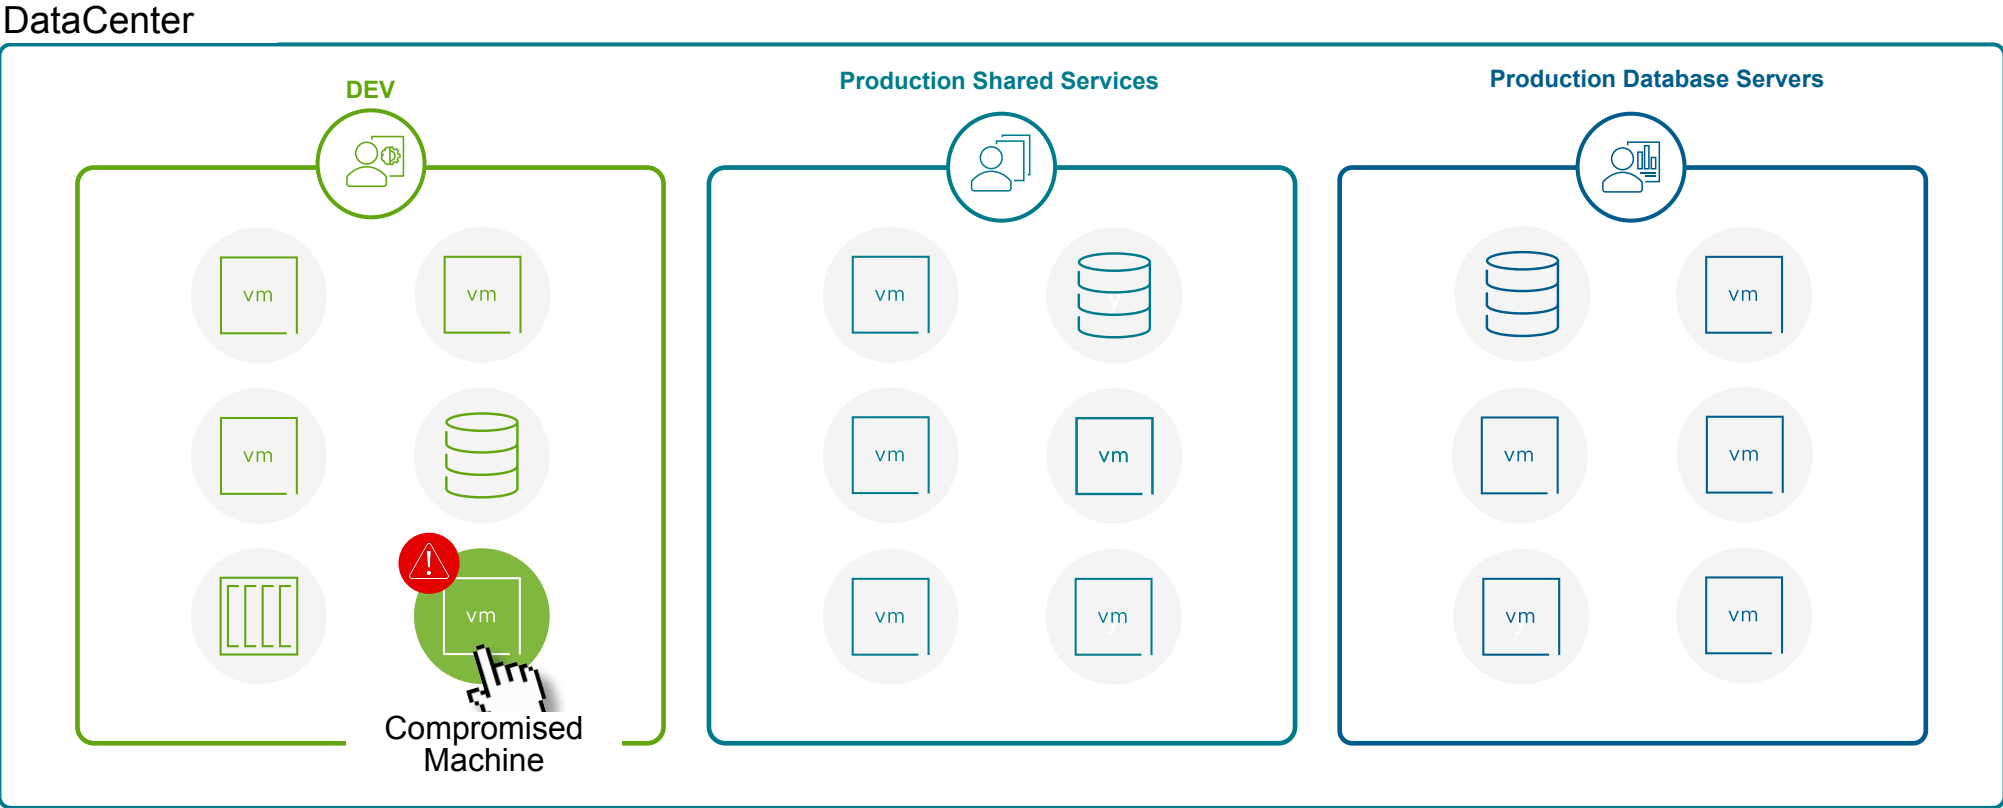 DataCenter
DEV
Production Shared Services
Production Database Servers
vm
vm
vm
y
vm
vm
vm
vm
vm
vm
vm
vm
vm
vm
vm
y
vm
y
vm
Compromised
Machine